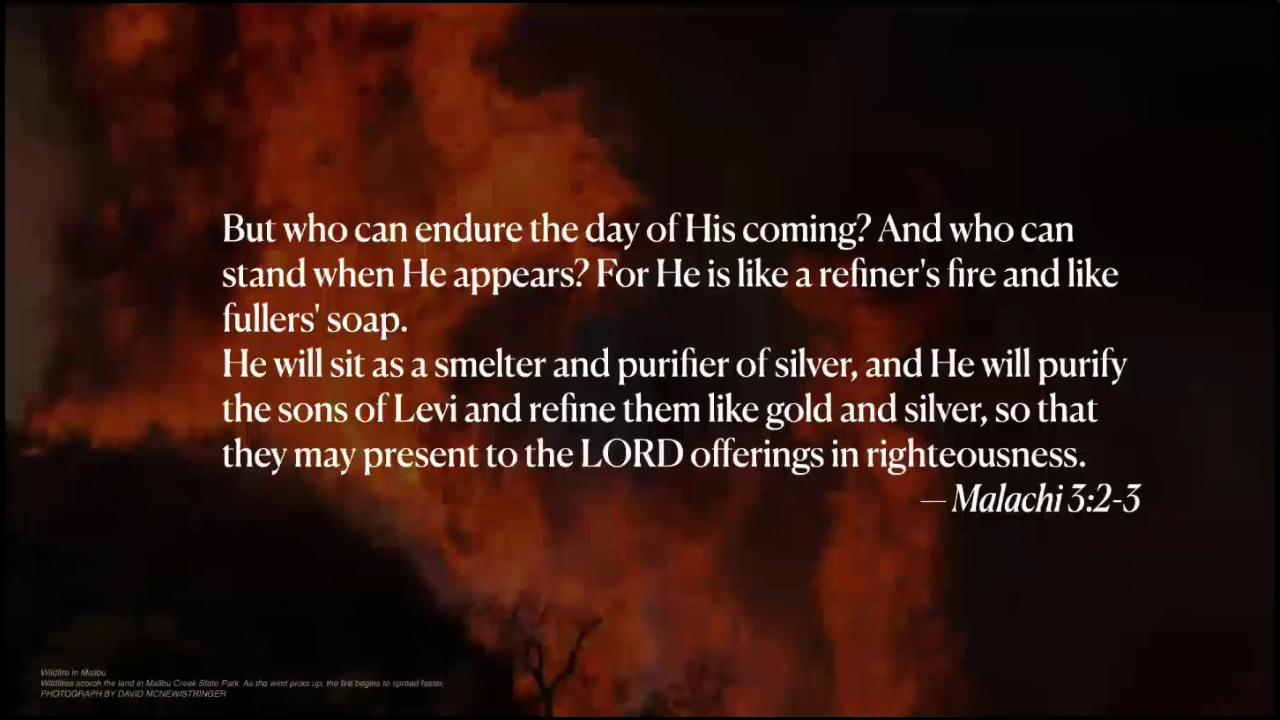 But who can endure the day of His coming? And who can
stand when He appears? For He is like a refiner's fire and like
fullers' soap.
He will sit as a smelter and purifier of silver, and He will purify
the sons of Levi and refine them like gold and silver, so that
they may present to the LORD offerings in righteousness.
— Malachi 3:2-3
Wildfire in Malibu
Wildfires scorch the land in Malibu Creek State Park. As the wind picks up, the fire begins to spread faster.
PHOTOGRAPH BY DAVID MCNEW/STRINGER